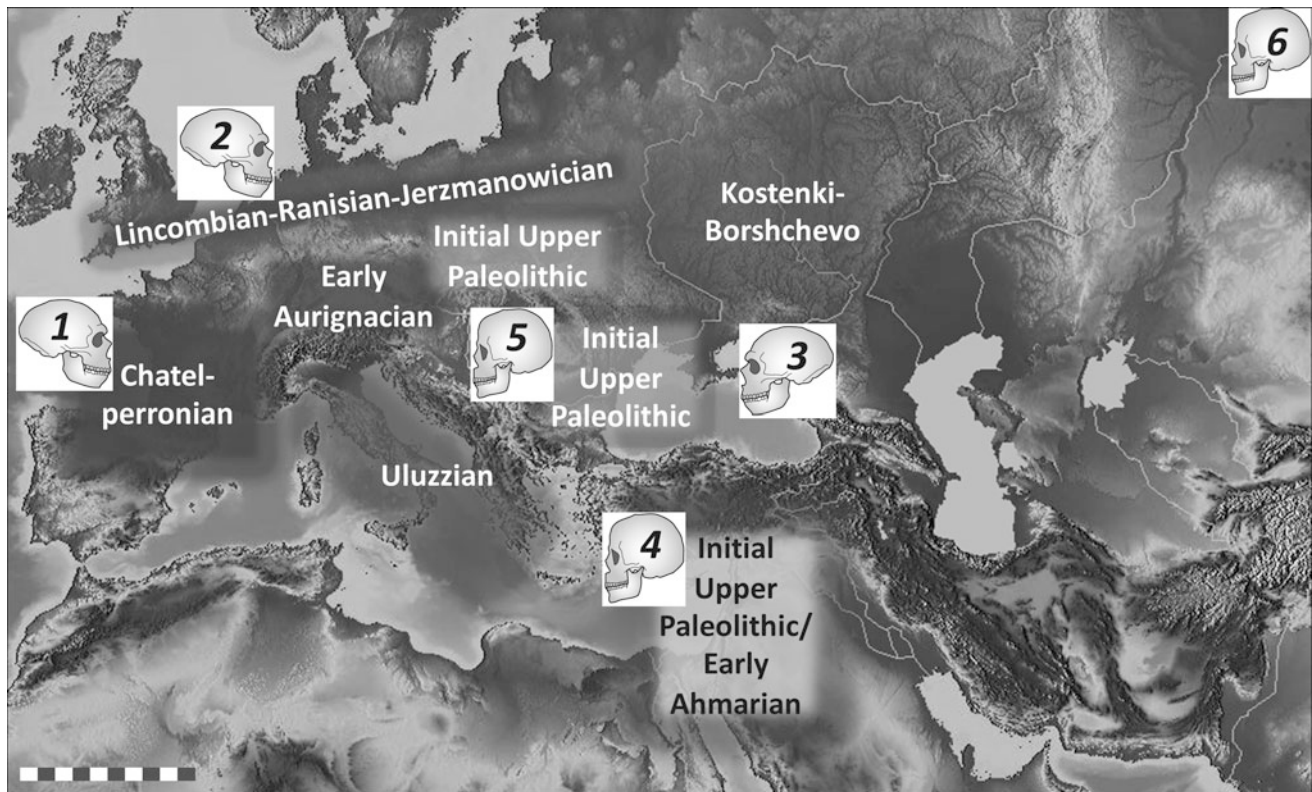 6
2
Lincombian-Ranisian-Jerzmanowician
Kostenki-
Borshchevo
Initial Upper
Paleolithic
Early
Aurignacian
1
5
3
Chatel-
perronian
Initial
Upper
Paleolithic
Uluzzian
4
Initial
Upper
Paleolithic/
Early
Ahmarian